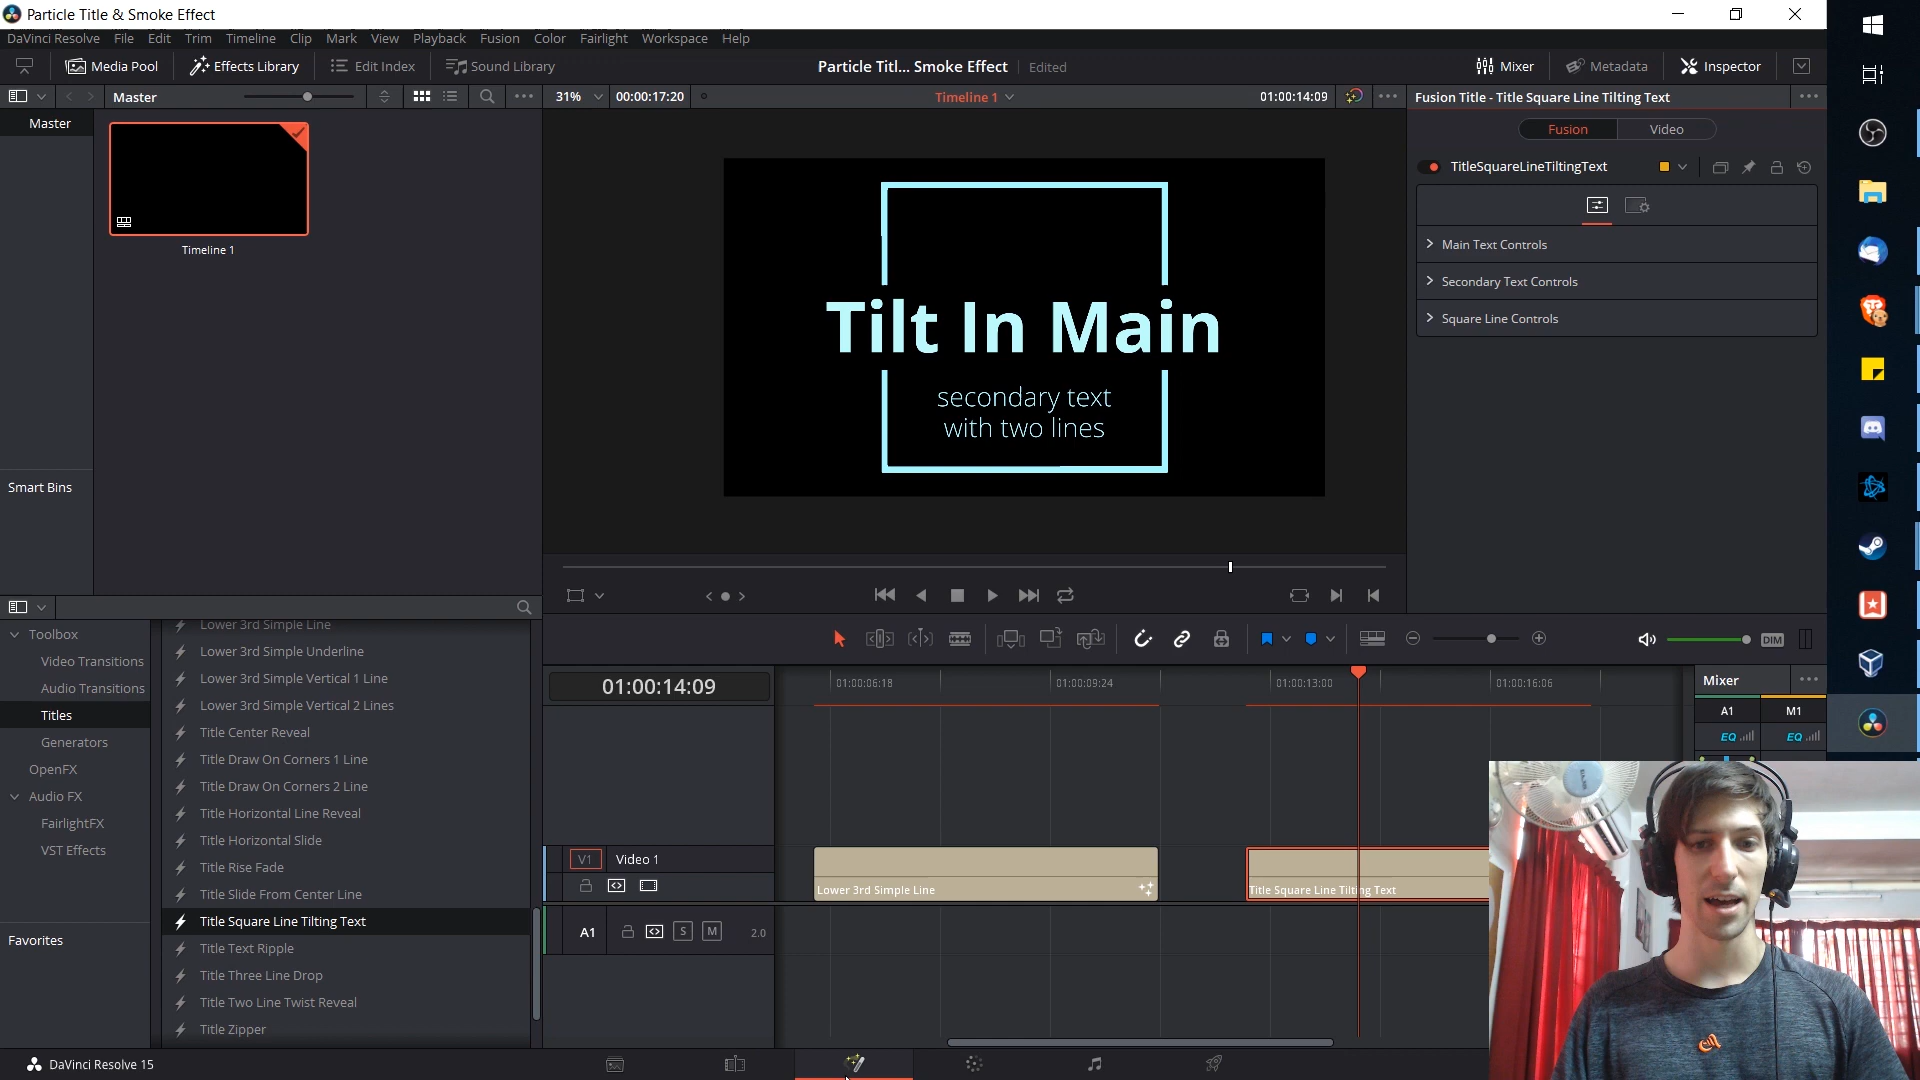 Particle Title & Smoke Effect
DaVinci Resolve File Edit Trim Timeline Clip Mark View Playback Fusion Color Fairlight Workspace Help
Media Pool Effects Library Edit Index Sound Library Particle Titl... Smoke Effect Edited Mixer Metadata Inspector
Master 31% 00:00:17:20 Timeline 1 01:00:14:09 Fusion Title - Title Square Line Tilting Text
Master
Timeline 1
Smart Bins
Tilt In Main
secondary text
with two lines
Fusion Video
TitleSquareLineTiltingText
Main Text Controls
Secondary Text Controls
Square Line Controls
Toolbox
Video Transitions
Audio Transitions
Titles
Generators
OpenFX
Audio FX
FairlightFX
VST Effects
Favorites
Lower 3rd Simple Line
Lower 3rd Simple Underline
Lower 3rd Simple Vertical 1 Line
Lower 3rd Simple Vertical 2 Lines
Title Center Reveal
Title Draw On Corners 1 Line
Title Draw On Corners 2 Line
Title Horizontal Line Reveal
Title Horizontal Slide
Title Rise Fade
Title Slide From Center Line
Title Square Line Tilting Text
Title Text Ripple
Title Three Line Drop
Title Two Line Twist Reveal
Title Zipper
DIM
01:00:14:09 01:00:06:18 01:00:09:24 01:00:13:00 01:00:16:06
Mixer
A1 M1
EQ EQ
V1 Video 1
Lower 3rd Simple Line
Title Square Line Tilting Text
A1 S M 2.0
DaVinci Resolve 15